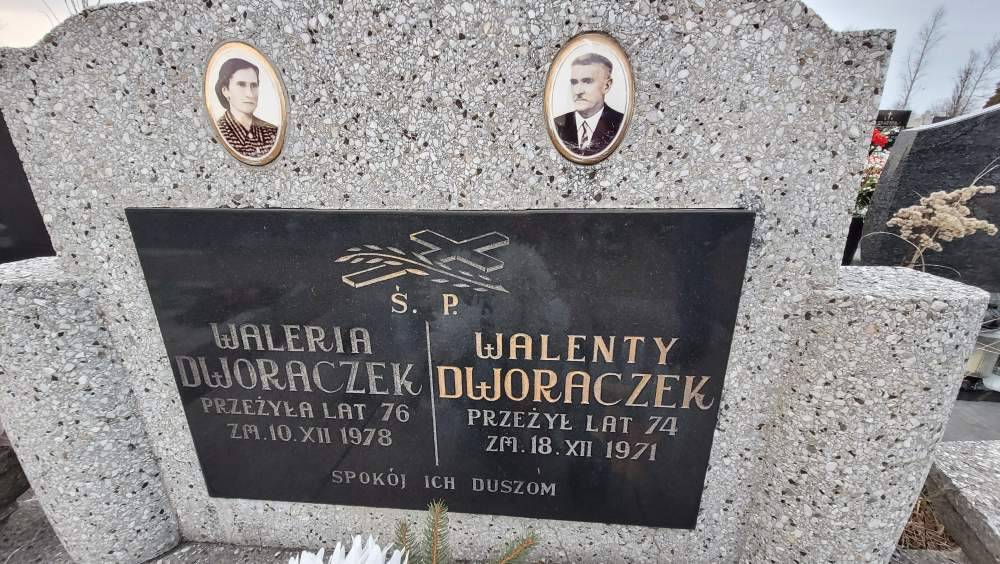 Ś. P.
WALERIA
DWORACZEK
PRZEŻYŁA LAT 76
ZM. 10. XII 1978
WALENTY
DWORACZEK
PRZEŻYŁ LAT 74
ZM. 18. XII 1971
SPOKÓJ ICH DUSZOM